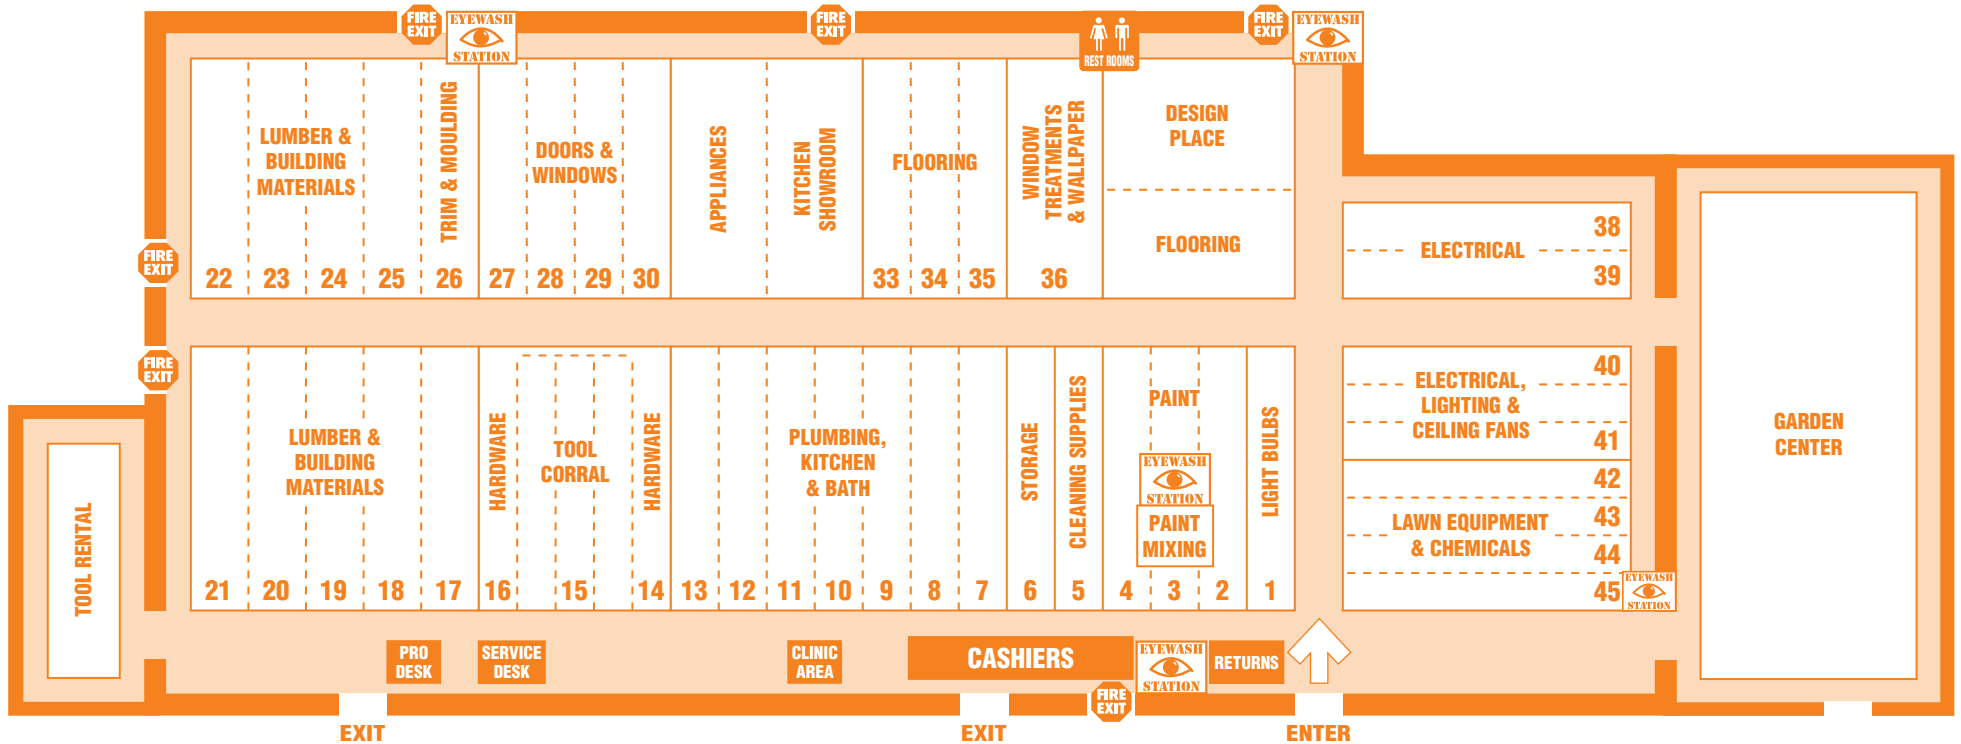 FIRE
EXIT
EYEWASH
STATION
FIRE
EXIT
REST ROOMS
FIRE
EXIT
EYEWASH
STATION
LUMBER &
BUILDING
MATERIALS
TRIM & MOULDING
DOORS &
WINDOWS
APPLIANCES
KITCHEN
SHOWROOM
FLOORING
WINDOW
TREATMENTS
& WALLPAPER
DESIGN
PLACE
FLOORING
22 23 24 25 26 27 28 29 30 33 34 35 36
38
ELECTRICAL
39
FIRE
EXIT
FIRE
EXIT
LUMBER &
BUILDING
MATERIALS
HARDWARE
TOOL
CORRAL
HARDWARE
PLUMBING,
KITCHEN
& BATH
STORAGE
CLEANING SUPPLIES
PAINT
EYEWASH
STATION
PAINT
MIXING
LIGHT BULBS
21 20 19 18 17 16 15 14 13 12 11 10 9 8 7 6 5 4 3 2 1
40
ELECTRICAL,
LIGHTING &
CEILING FANS
41
42
43
LAWN EQUIPMENT
& CHEMICALS
44
45
EYEWASH
STATION
GARDEN
CENTER
TOOL RENTAL
PRO
DESK
SERVICE
DESK
CLINIC
AREA
CASHIERS
EYEWASH
STATION
RETURNS
FIRE
EXIT
EXIT
EXIT
ENTER